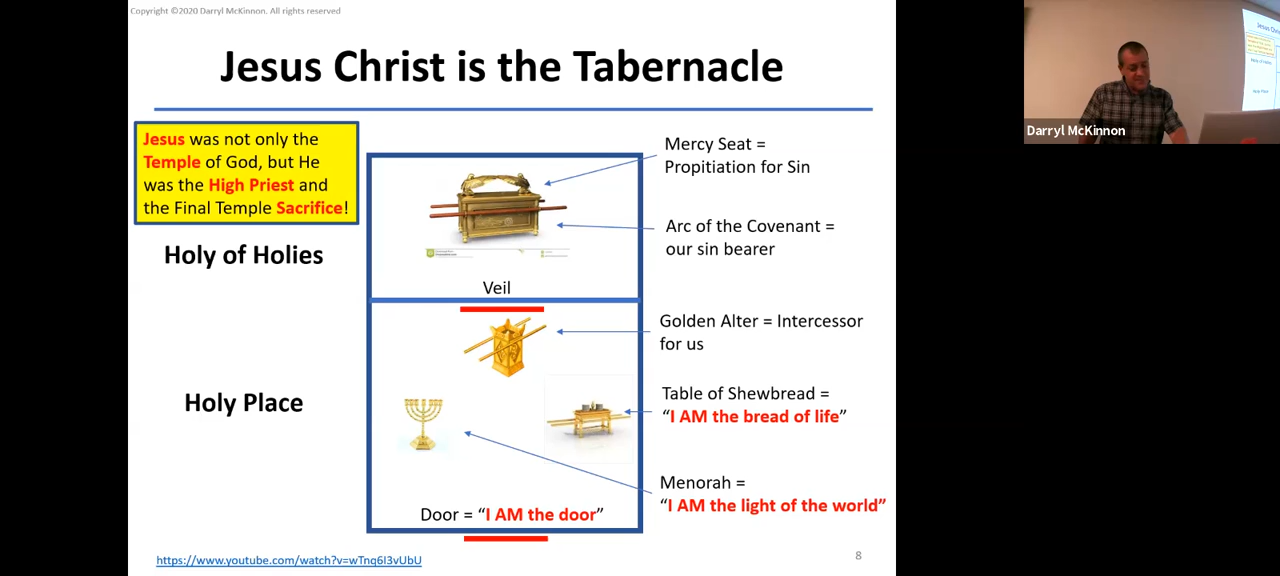 Copyright ©2020 Darryl McKinnon. All rights reserved
Jesus Christ is the Tabernacle
Jesus was not only the
Temple of God, but He
was the High Priest and
the Final Temple Sacrifice!
Holy of Holies
Veil
Mercy Seat =
Propitiation for Sin
Arc of the Covenant =
our sin bearer
Holy Place
Golden Alter = Intercessor
for us
Table of Shewbread =
“I AM the bread of life”
Menorah =
“I AM the light of the world”
Door = “I AM the door”
https://www.youtube.com/watch?v=wTnq6I3vUbU
8
Darryl McKinnon